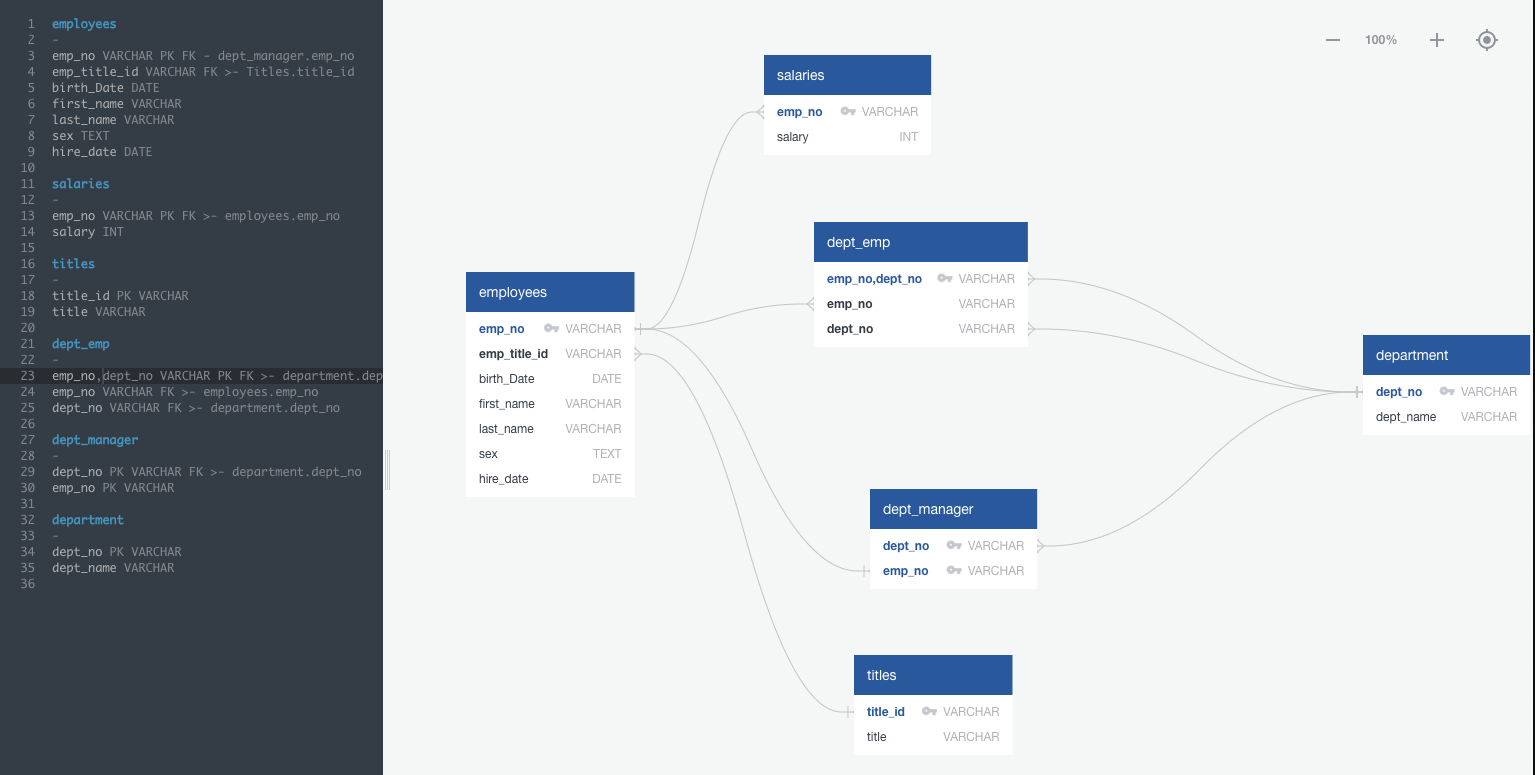 1 employees
2 -
3 emp_no VARCHAR PK FK - dept_manager.emp_no
4 emp_title_id VARCHAR FK >- Titles.title_id
5 birth_Date DATE
6 first_name VARCHAR
7 last_name VARCHAR
8 sex TEXT
9 hire_date DATE
10
11 salaries
12 -
13 emp_no VARCHAR PK FK >- employees.emp_no
14 salary INT
15
16 titles
17 -
18 title_id PK VARCHAR
19 title VARCHAR
20
21 dept_emp
22 -
23 emp_no,dept_no VARCHAR PK FK >- department.dep
24 emp_no VARCHAR FK >- employees.emp_no
25 dept_no VARCHAR FK >- department.dept_no
26
27 dept_manager
28 -
29 dept_no PK VARCHAR FK >- department.dept_no
30 emp_no PK VARCHAR
31
32 department
33 -
34 dept_no PK VARCHAR
35 dept_name VARCHAR
36
100%
salaries
emp_no VARCHAR
salary INT
dept_emp
emp_no,dept_no VARCHAR
emp_no VARCHAR
dept_no VARCHAR
employees
emp_no VARCHAR
emp_title_id VARCHAR
birth_Date DATE
first_name VARCHAR
last_name VARCHAR
sex TEXT
hire_date DATE
department
dept_no VARCHAR
dept_name VARCHAR
dept_manager
dept_no VARCHAR
emp_no VARCHAR
titles
title_id VARCHAR
title VARCHAR